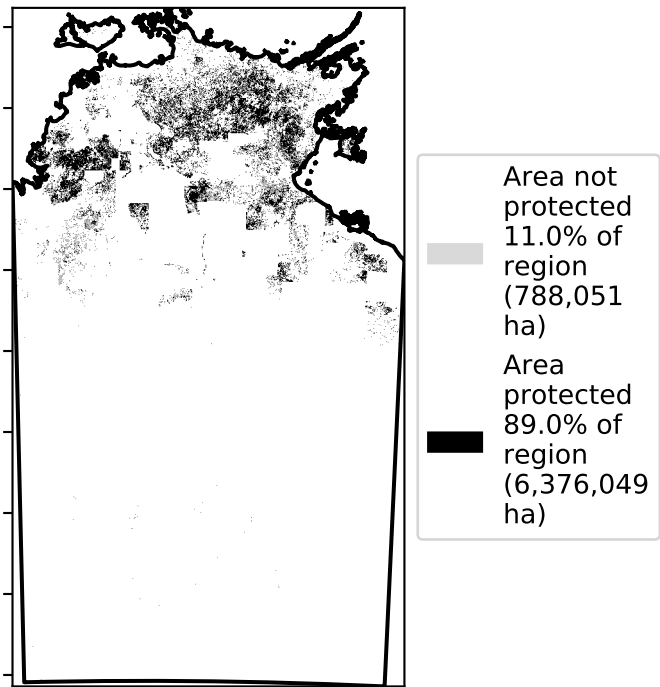 Area not
protected
11.0% of
region
(788,051
ha)
Area
protected
89.0% of
region
(6,376,049
ha)